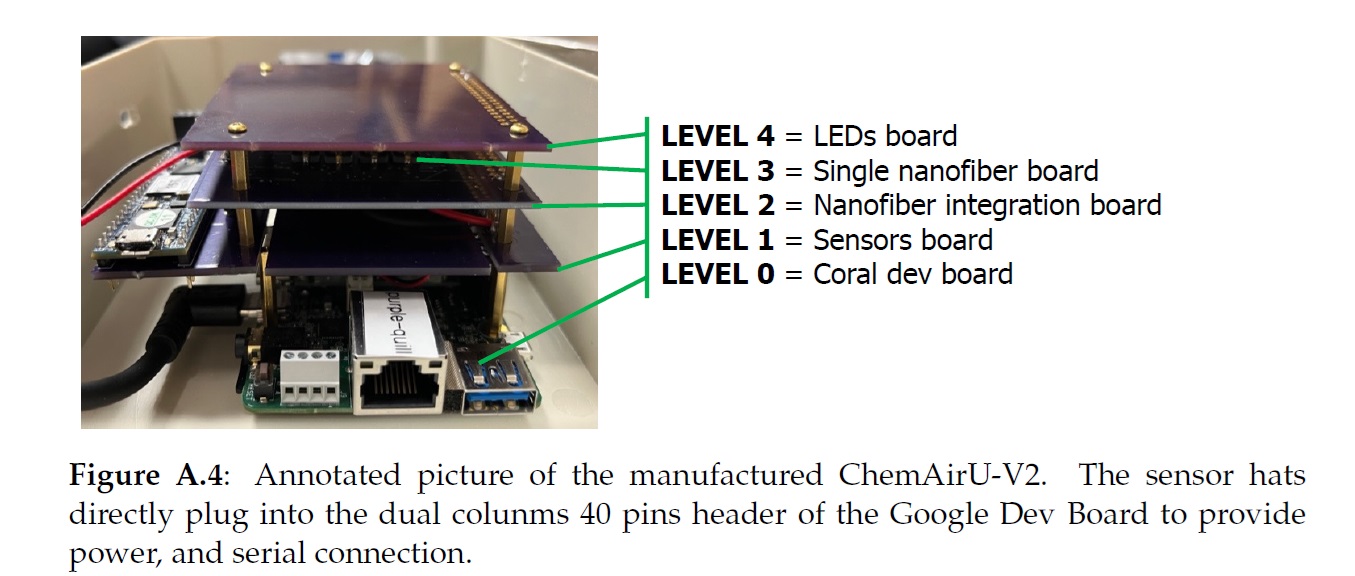 purple-quill
LEVEL 4 = LEDs board
LEVEL 3 = Single nanofiber board
LEVEL 2 = Nanofiber integration board
LEVEL 1 = Sensors board
LEVEL 0 = Coral dev board
Figure A.4: Annotated picture of the manufactured ChemAirU-V2. The sensor hats
directly plug into the dual colunms 40 pins header of the Google Dev Board to provide
power, and serial connection.